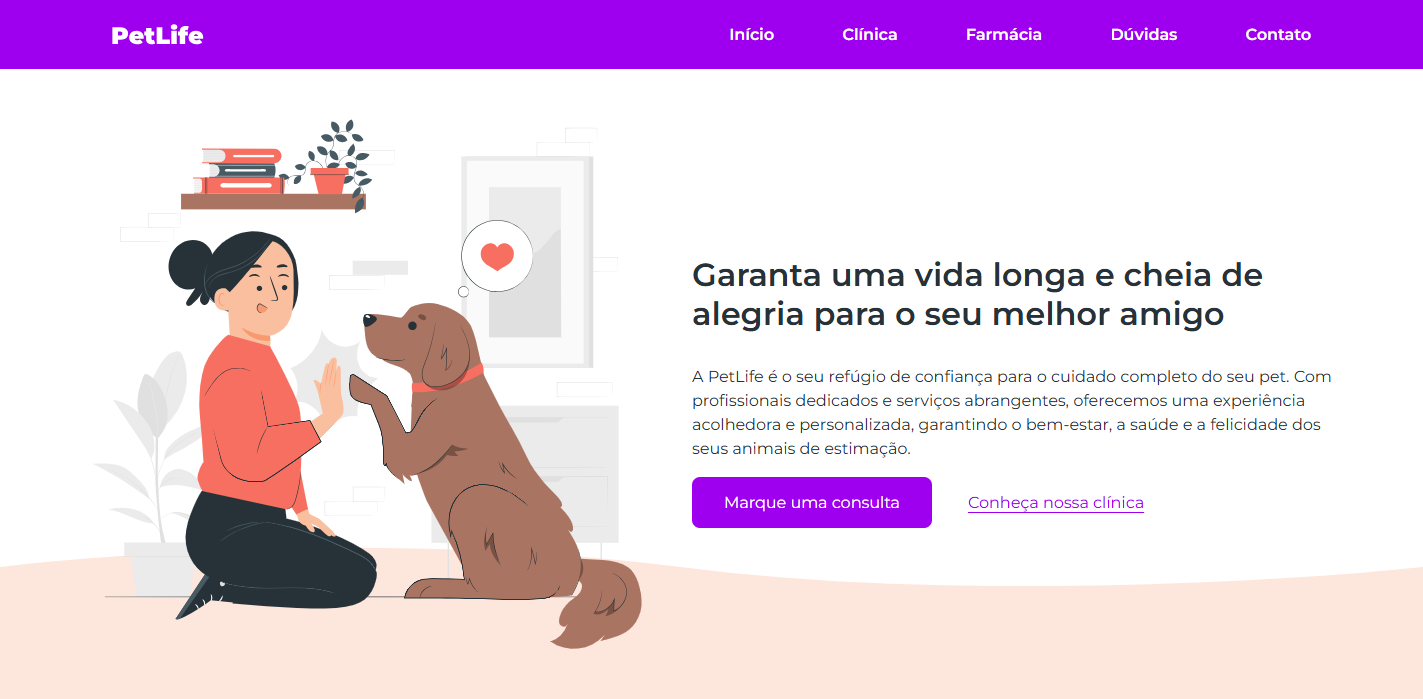 PetLife
Início
Clínica
Farmácia
Dúvidas
Contato
Garanta uma vida longa e cheia de
alegria para o seu melhor amigo
A PetLife é o seu refúgio de confiança para o cuidado completo do seu pet. Com
profissionais dedicados e serviços abrangentes, oferecemos uma experiência
acolhedora e personalizada, garantindo o bem-estar, a saúde e a felicidade dos
seus animais de estimação.
Marque uma consulta
Conheça nossa clínica